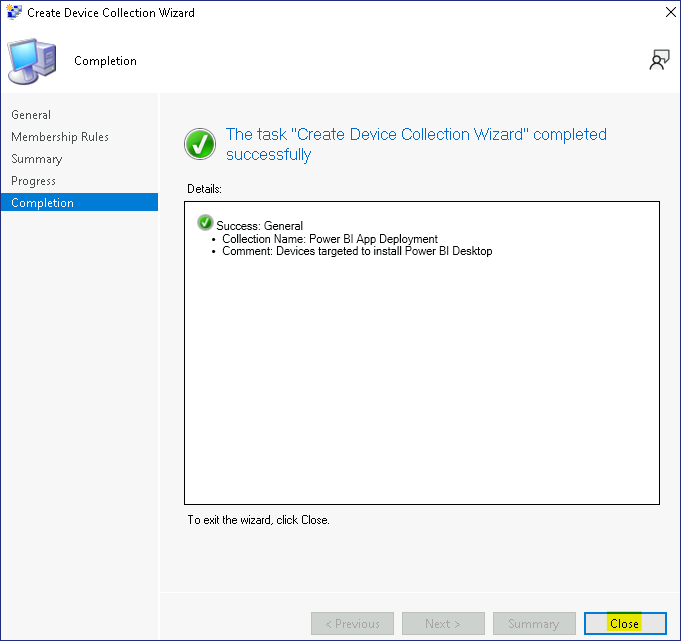 Create Device Collection Wizard
Completion
General
Membership Rules
Summary
Progress
Completion
The task "Create Device Collection Wizard" completed
successfully
Details:
Success: General
• Collection Name: Power BI App Deployment
• Comment: Devices targeted to install Power BI Desktop
To exit the wizard, click Close.
< Previous
Next >
Summary
Close